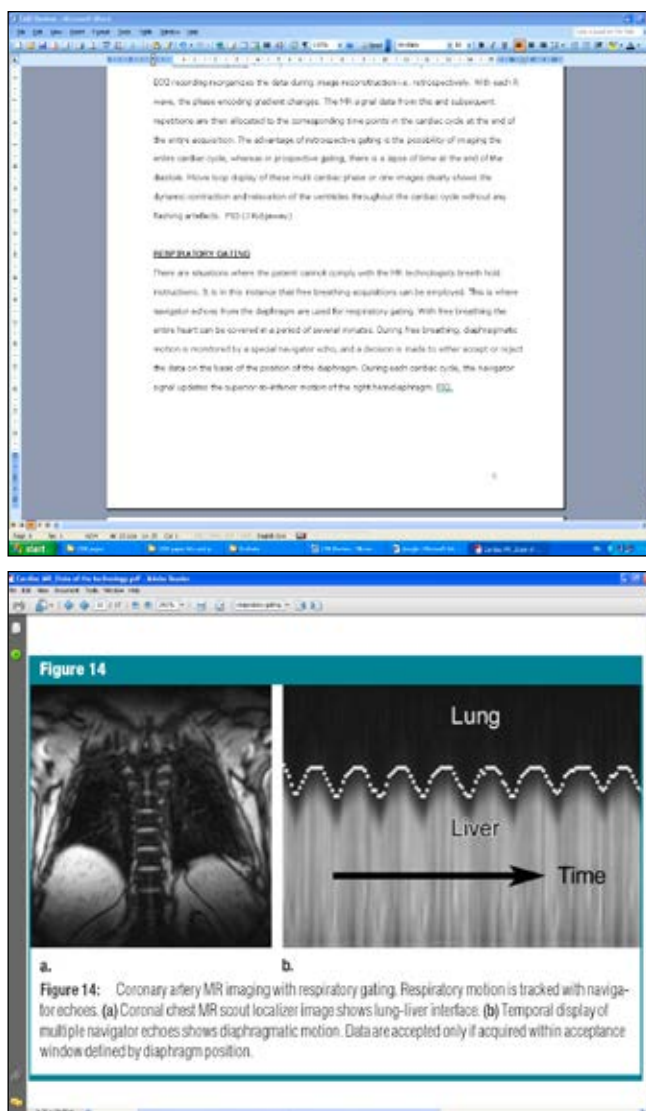 ECG recording reorganizes the data during image reconstruction i.e. retrospectively. With each R
wave, the phase encoding gradient changes. The MR signal data from this and subsequent
repetitions are then allocated to the corresponding time points in the cardiac cycle at the end of
the entire acquisition. The advantage of retrospective gating is the possibility of imaging the
entire cardiac cycle, whereas in prospective gating, there is a lapse of time at the end of the
diastole. Movie loop display of these multi cardiac phase or cine images clearly shows the
dynamic contraction and relaxation of the ventricles throughout the cardiac cycle without any
flashing artefacts.
RESPIRATORY GATING
There are situations where the patient cannot comply with the MR technologists breath hold
instructions. It is in this instance that free breathing acquisitions can be employed. This is where
navigator echoes from the diaphragm are used for respiratory gating. With free breathing the
entire heart can be covered in a period of several minutes. During free breathing, diaphragmatic
motion is monitored by a special navigator echo, and a decision is made to either accept or reject
the data on the basis of the position of the diaphragm. During each cardiac cycle, the navigator
signal updates the superior-to-inferior motion of the right hemidiaphragm.
start
Figure 14
Lung
Liver
Time
a.
b.
Figure 14: Coronary artery MR imaging with respiratory gating. Respiratory motion is tracked with naviga-
tor echoes. (a) Coronal chest MR scout localizer image shows lung-liver interface. (b) Temporal display of
multiple navigator echoes shows diaphragmatic motion. Data are accepted only if acquired within acceptance
window defined by diaphragm position.